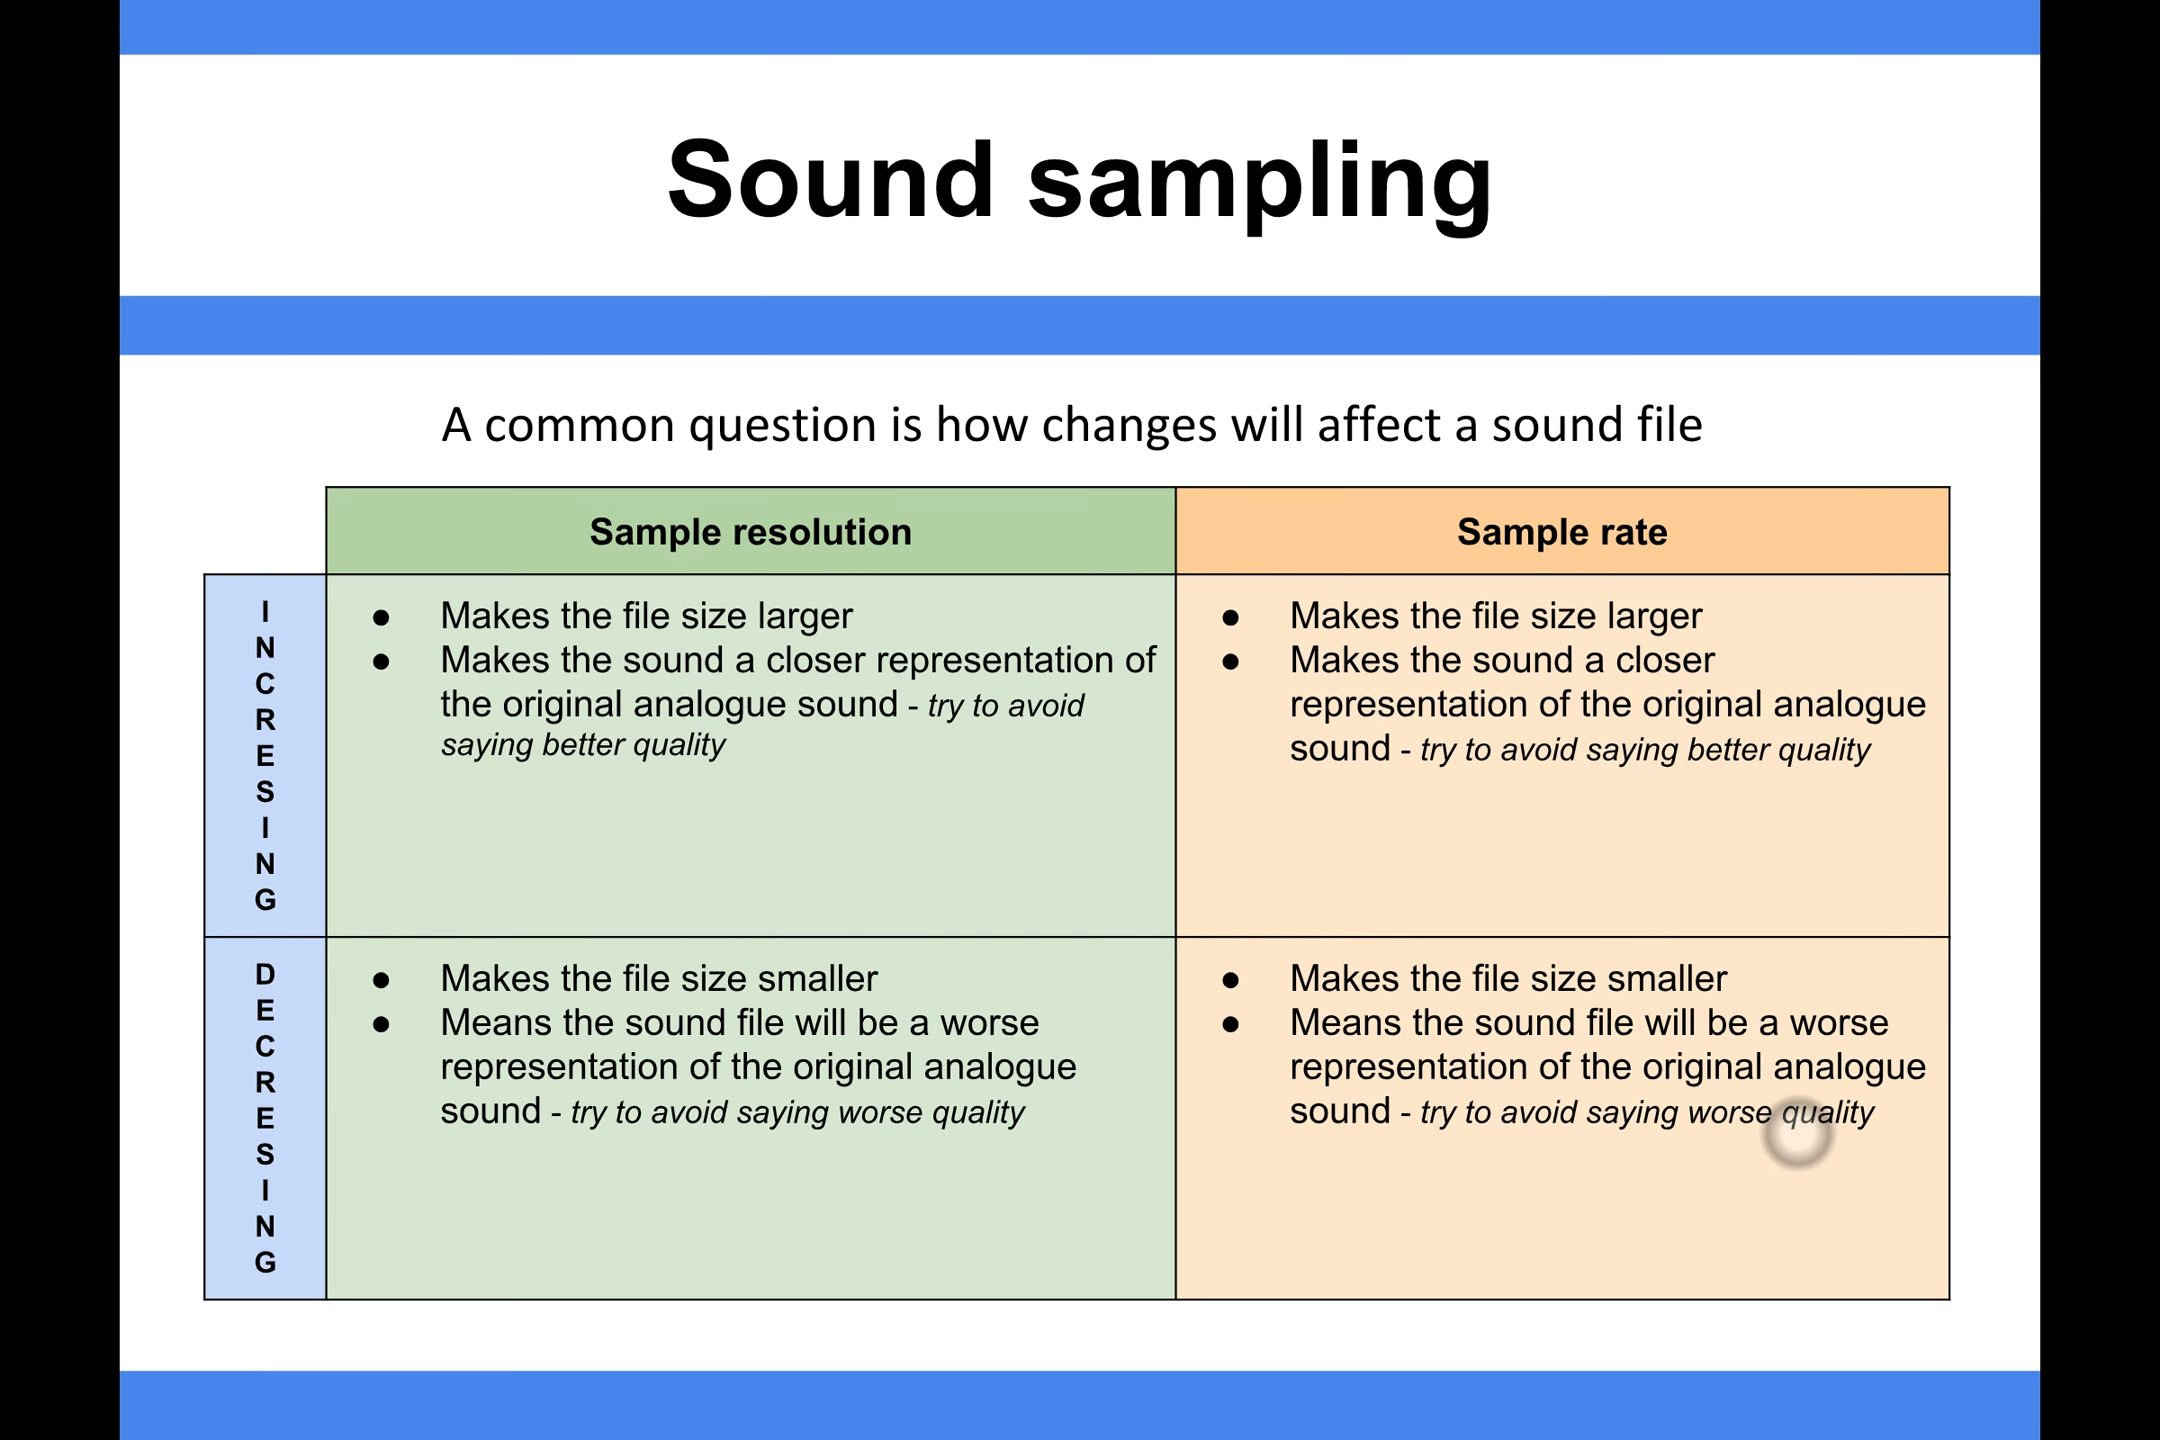 Sound sampling
A common question is how changes will affect a sound file
Sample resolution
Sample rate
I
N
C
R
E
S
I
N
G
● Makes the file size larger
● Makes the sound a closer representation of
the original analogue sound - try to avoid
saying better quality
● Makes the file size larger
● Makes the sound a closer
representation of the original analogue
sound - try to avoid saying better quality
D
E
C
R
E
S
I
N
G
● Makes the file size smaller
● Means the sound file will be a worse
representation of the original analogue
sound - try to avoid saying worse quality
● Makes the file size smaller
● Means the sound file will be a worse
representation of the original analogue
sound - try to avoid saying worse quality